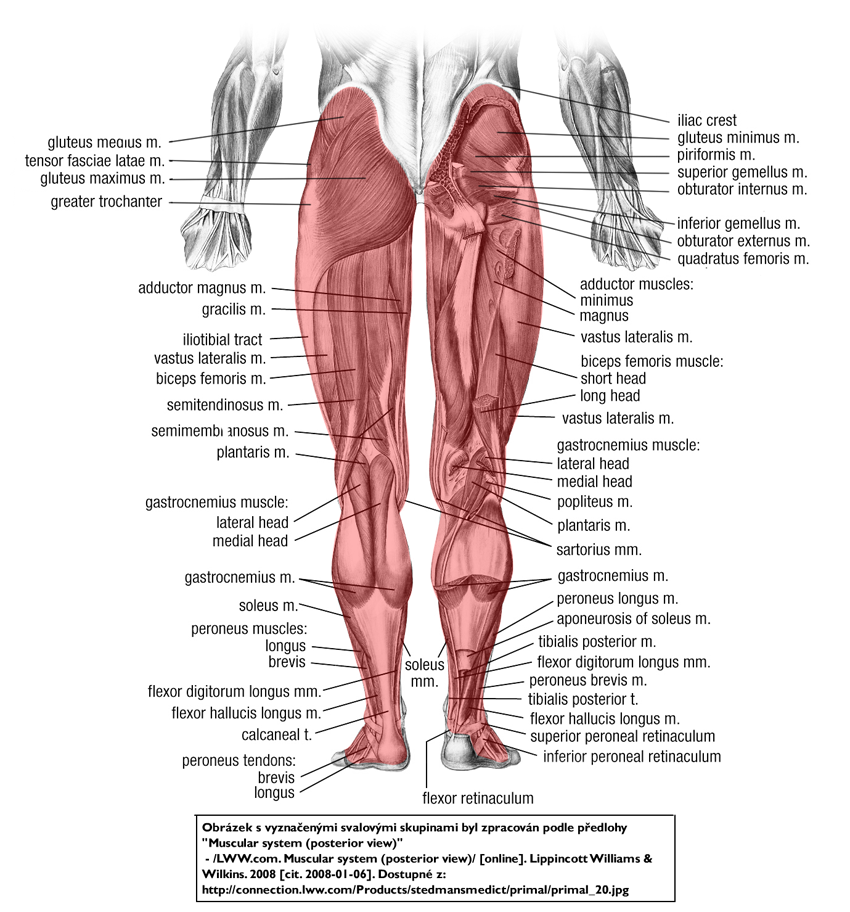 gluteus medius m.
tensor fasciae latae m.
gluteus maximus m.
greater trochanter
adductor magnus m.
gracilis m.
iliotibial tract
vastus lateralis m.
biceps femoris m.
semitendinosus m.
semimembranosus m.
plantaris m.
gastrocnemius muscle:
lateral head
medial head
gastrocnemius m.
soleus m.
peroneus muscles:
longus
brevis
flexor digitorum longus mm.
flexor hallucis longus m.
calcaneal t.
peroneus tendons:
brevis
longus
soleus
mm.
iliac crest
gluteus minimus m.
piriformis m.
superior gemellus m.
obturator internus m.
inferior gemellus m.
obturator externus m.
quadratus femoris m.
adductor muscles:
minimus
magnus
vastus lateralis m.
biceps femoris muscle:
short head
long head
vastus lateralis m.
gastrocnemius muscle:
lateral head
medial head
popliteus m.
plantaris m.
sartorius mm.
gastrocnemius m.
peroneus longus m.
aponeurosis of soleus m.
tibialis posterior m.
flexor digitorum longus mm.
peroneus brevis m.
tibialis posterior t.
flexor hallucis longus m.
superior peroneal retinaculum
inferior peroneal retinaculum
flexor retinaculum
Obrázek s vyznačenými svalovými skupinami byl zpracován podle předlohy
"Muscular system (posterior view)"
- /LWW.com. Muscular system (posterior view)/ [online]. Lippincott Williams &
Wilkins. 2008 [cit. 2008-01-06]. Dostupné z:
http://connection.lww.com/Products/stedmansmedict/primal/primal_20.jpg